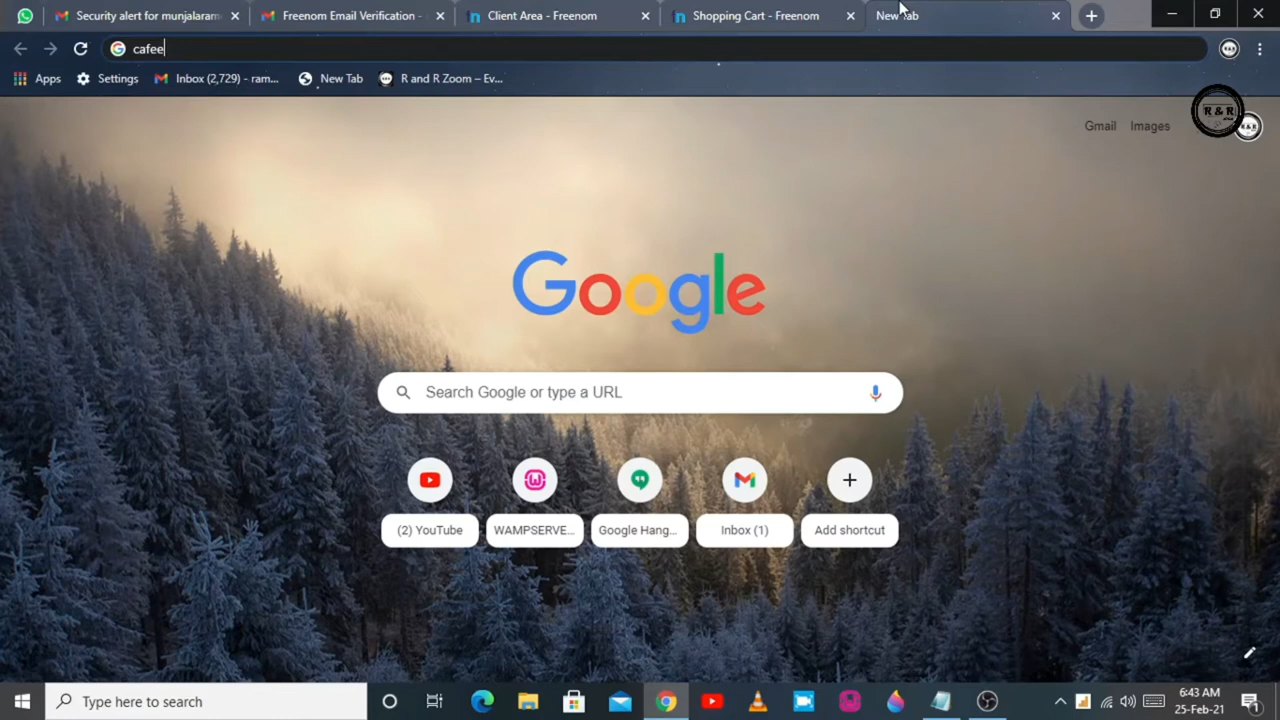 Security alert for munjalaram
Freenom Email Verification -
Client Area - Freenom
Shopping Cart - Freenom
New Tab
cafee
Apps
Settings
Inbox (2,729) - ram...
New Tab
R and R Zoom – Ev...
R & R
Gmail
Images
Google
Search Google or type a URL
(2) YouTube
WAMPSERVE...
Google Hang...
Inbox (1)
Add shortcut
Type here to search
6:43 AM
25-Feb-21
1